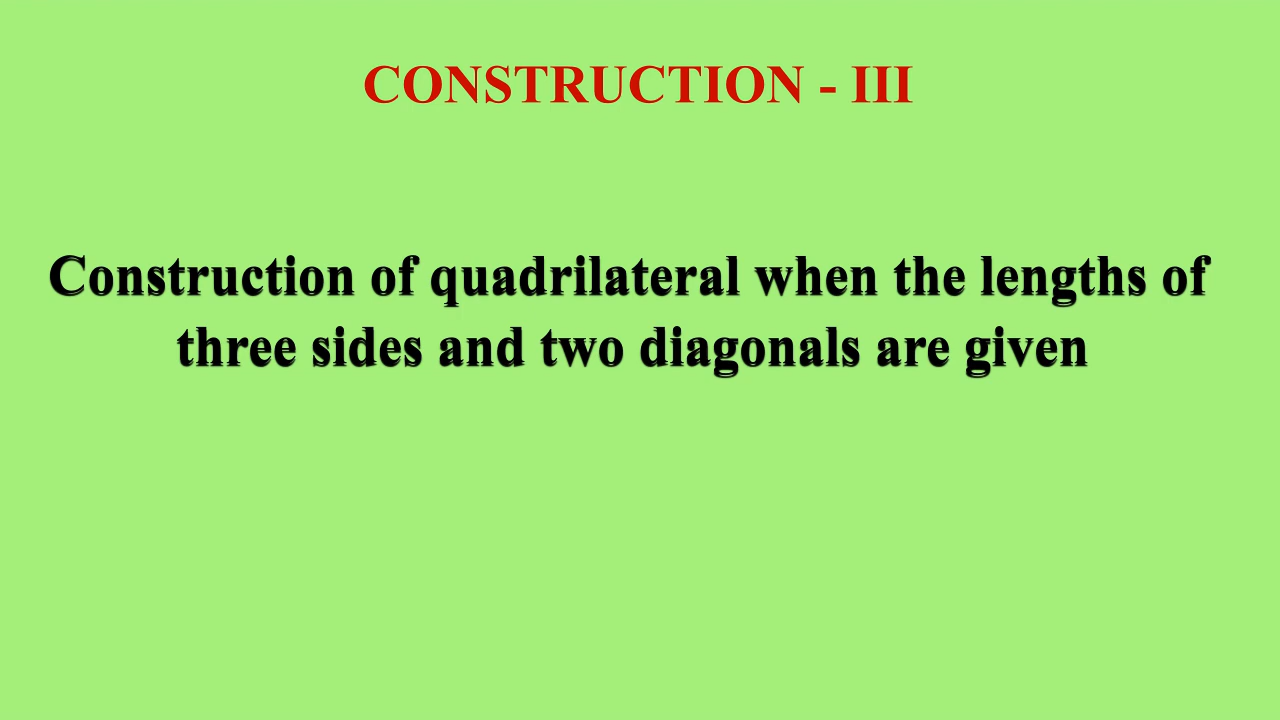 CONSTRUCTION - III
Construction of quadrilateral when the lengths of
three sides and two diagonals are given